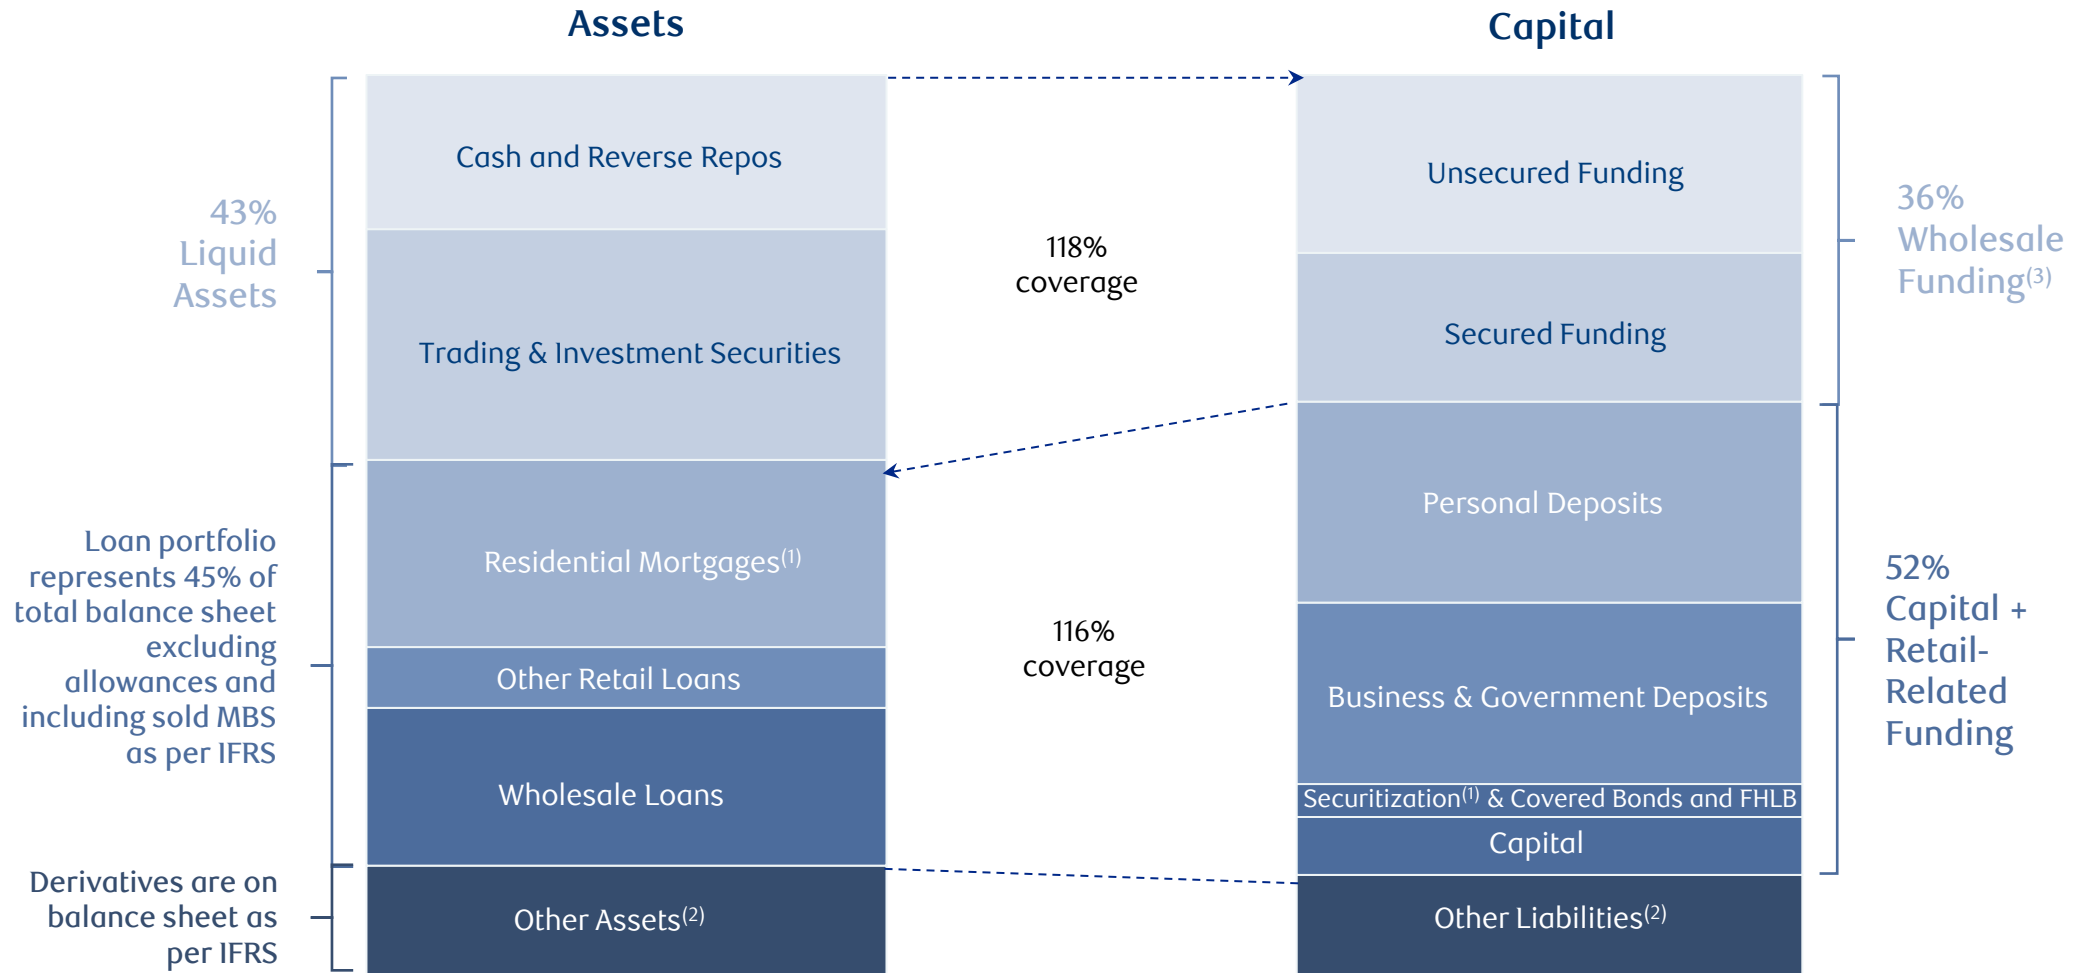 Assets
Capital
43%
Liquid
Assets
Loan portfolio
represents 45% of
total balance sheet
excluding
allowances and
including sold MBS
as per IFRS
Derivatives are on
balance sheet as
per IFRS
Cash and Reverse Repos
Trading & Investment Securities
Residential Mortgages(1)
Other Retail Loans
Wholesale Loans
Other Assets(2)
118%
coverage
116%
coverage
Unsecured Funding
Secured Funding
Personal Deposits
Business & Government Deposits
Securitization(1) & Covered Bonds and FHLB
Capital
Other Liabilities(2)
36%
Wholesale
Funding(3)
52%
Capital +
Retail-
Related
Funding